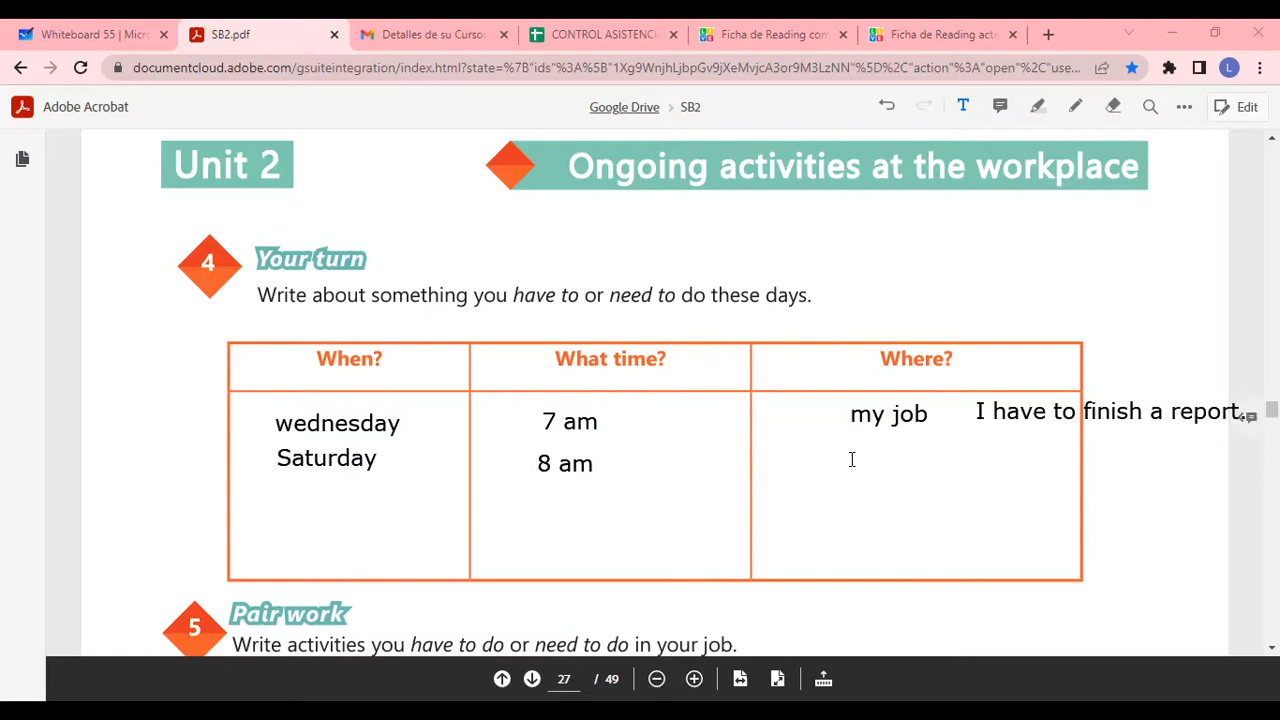 Whiteboard 55 | Micro
SB2.pdf
Detalles de su Curso
CONTROL ASISTENCI
Ficha de Reading com
Ficha de Reading acti
documentcloud.adobe.com/gsuiteintegration/index.html?state=%7B"ids"%3A%5B"1Xg9WnjhLjbpGv9jXeMvjcA3or9M3LzNN"%5D%2C"action"%3A"open"%2C"use...
L
Adobe Acrobat
Google Drive > SB2
T
Edit
Unit 2
Ongoing activities at the workplace
4
Your turn
Write about something you have to or need to do these days.
When?
What time?
Where?
wednesday
7 am
my job
I have to finish a report.
Saturday
8 am
5
Pair work
Write activities you have to do or need to do in your job.
27 / 49